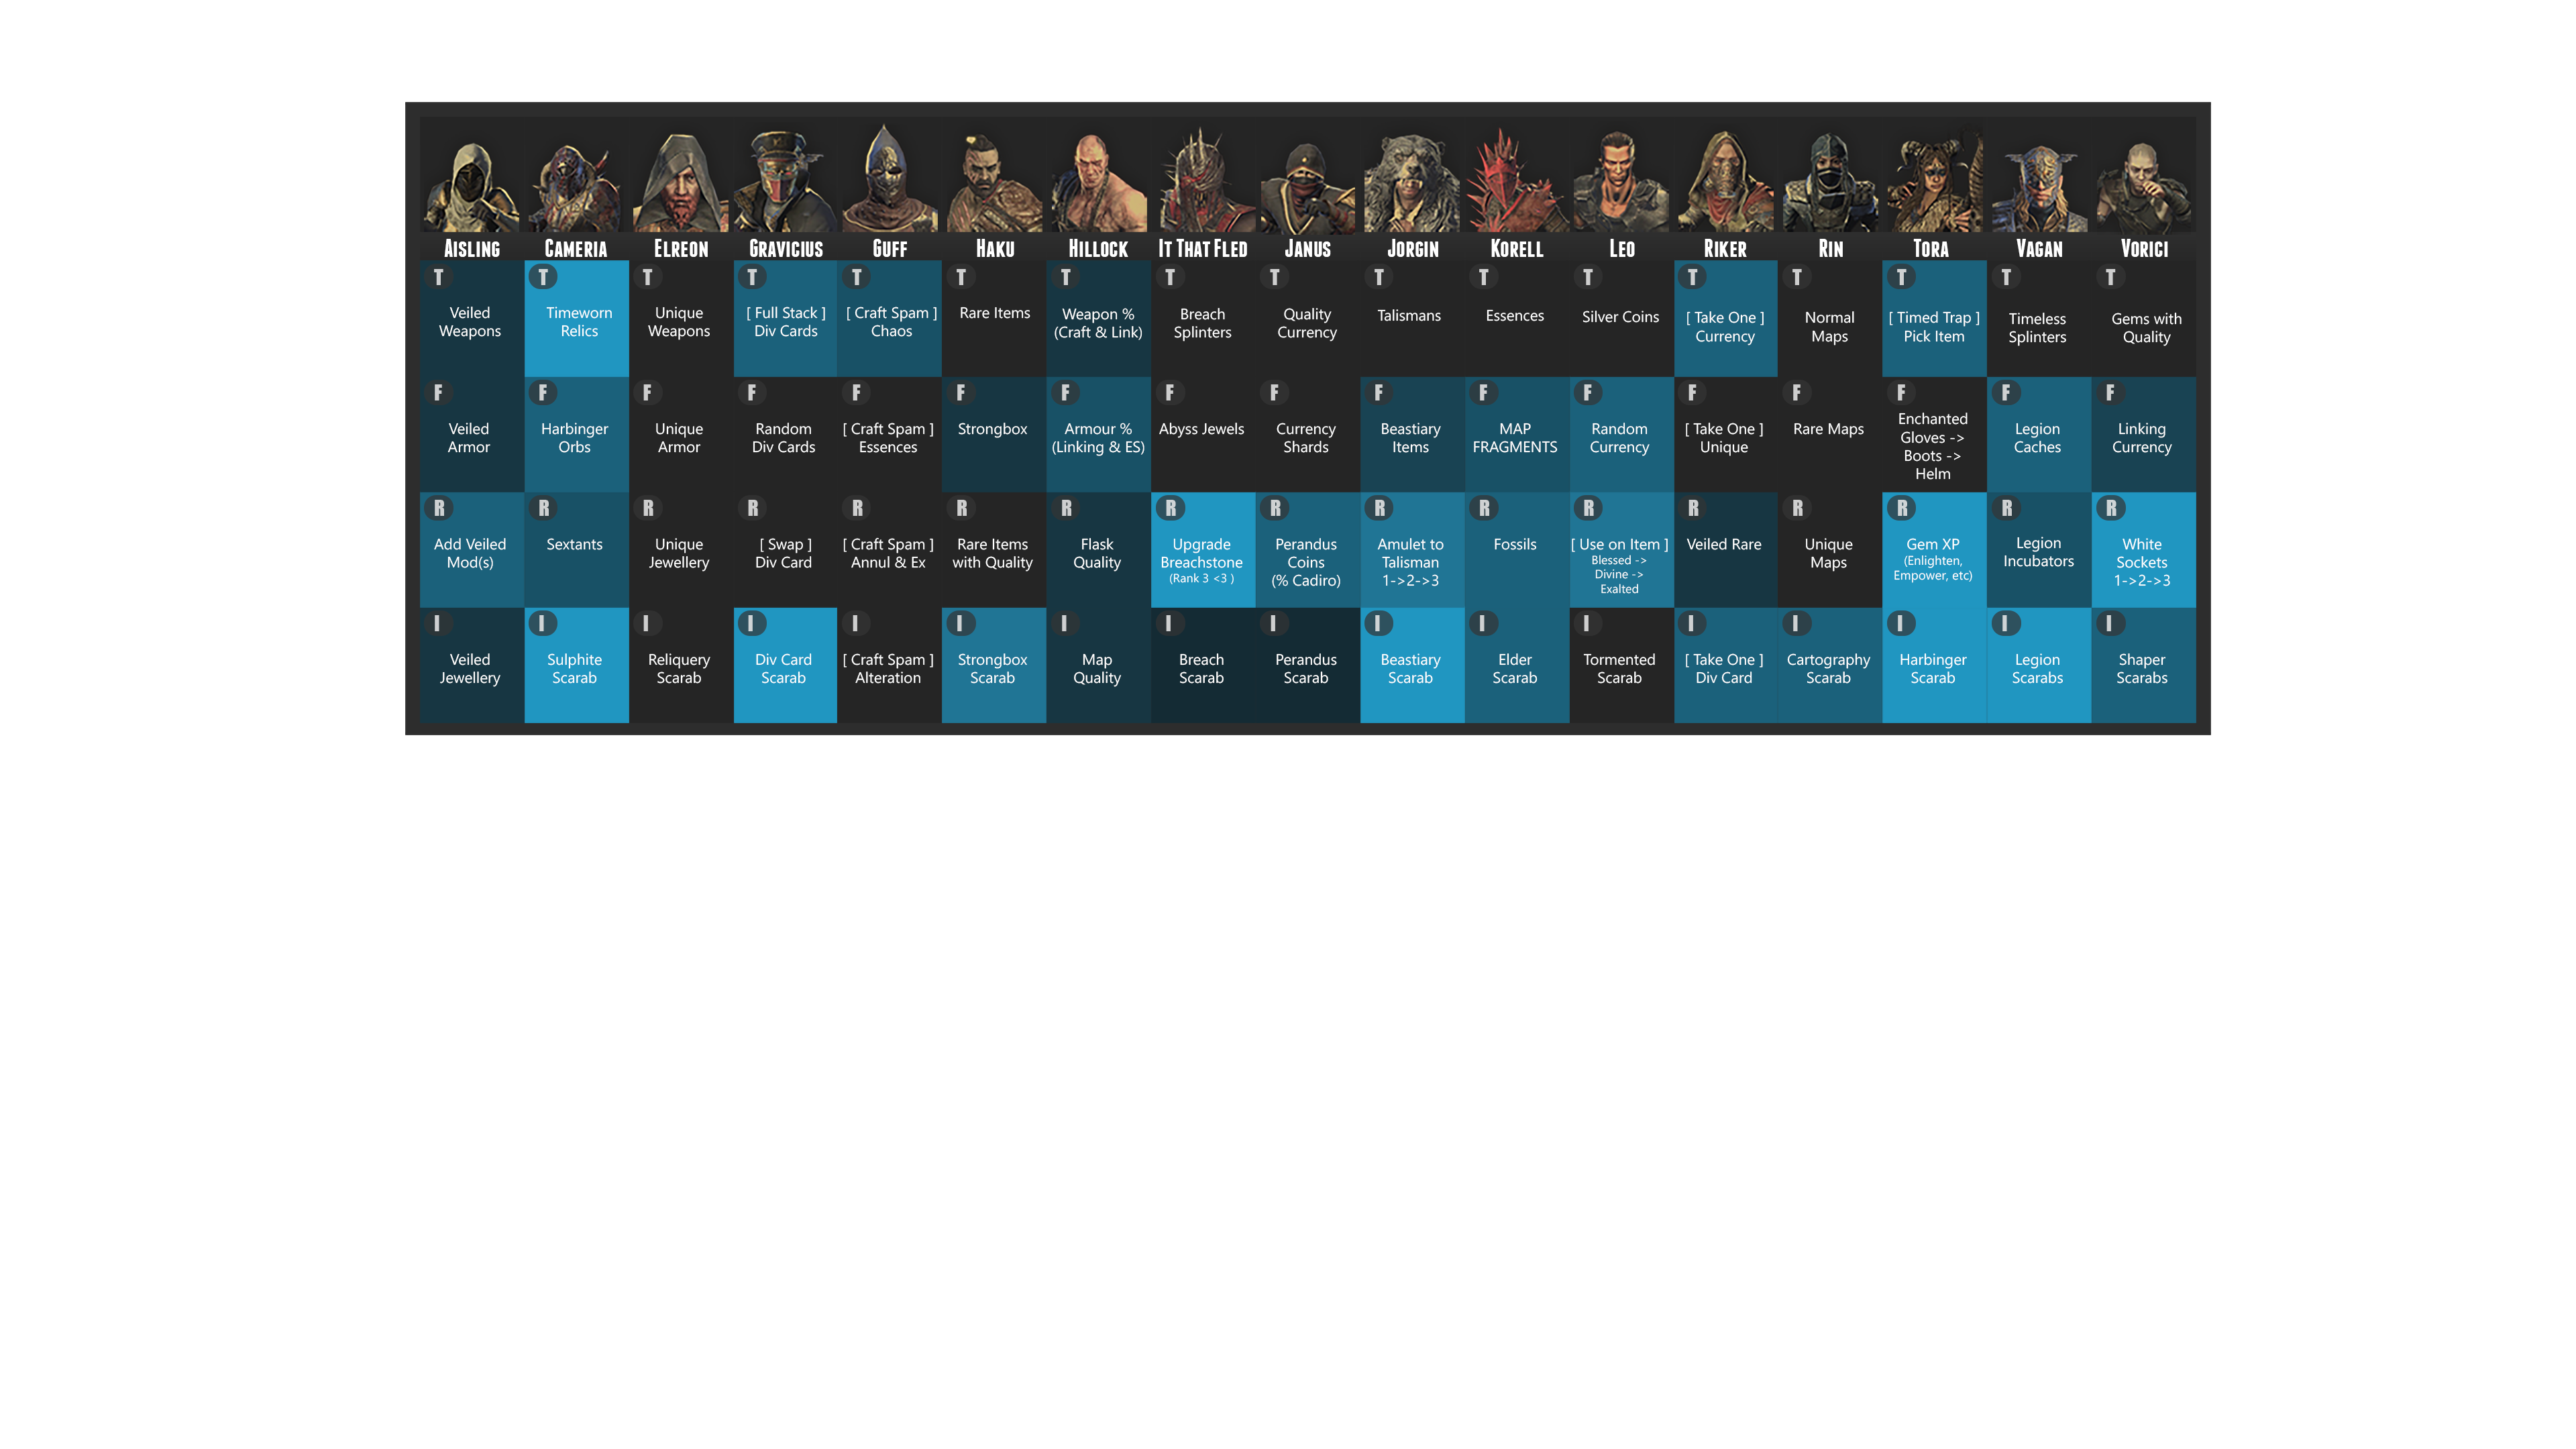 AISLING CAMERIA ELREON GRAVICIUS GUFF HAKU HILLOCK IT THAT FLED JANUS JORGIN KORELL LEO RIKER RIN TORA VAGAN VORICI
T
Veiled
Weapons
T
Timeworn
Relics
T
Unique
Weapons
T
[ Full Stack ]
Div Cards
T
[ Craft Spam ]
Chaos
T
Rare Items
T
Weapon %
(Craft & Link)
T
Breach
Splinters
T
Quality
Currency
T
Talismans
T
Essences
T
Silver Coins
T
[ Take One ]
Currency
T
Normal
Maps
T
[ Timed Trap ]
Pick Item
T
Timeless
Splinters
T
Gems with
Quality
F
Veiled
Armor
F
Harbinger
Orbs
F
Unique
Armor
F
Random
Div Cards
F
[ Craft Spam ]
Essences
F
Strongbox
F
Armour %
(Linking & ES)
F
Abyss Jewels
F
Currency
Shards
F
Beastiary
Items
F
MAP
FRAGMENTS
F
Random
Currency
F
[ Take One ]
Unique
F
Rare Maps
F
Enchanted
Gloves ->
Boots ->
Helm
F
Legion
Caches
F
Linking
Currency
R
Add Veiled
Mod(s)
R
Sextants
R
Unique
Jewellery
R
[ Swap ]
Div Card
R
[ Craft Spam ]
Annul & Ex
R
Rare Items
with Quality
R
Flask
Quality
R
Upgrade
Breachstone
(Rank 3 <3 )
R
Perandus
Coins
(% Cadiro)
R
Amulet to
Talisman
1->2->3
R
Fossils
R
[ Use on Item ]
Blessed ->
Divine ->
Exalted
R
Veiled Rare
R
Unique
Maps
R
Gem XP
(Enlighten,
Empower, etc)
R
Legion
Incubators
R
White
Sockets
1->2->3
I
Veiled
Jewellery
I
Sulphite
Scarab
I
Reliquery
Scarab
I
Div Card
Scarab
I
[ Craft Spam ]
Alteration
I
Strongbox
Scarab
I
Map
Quality
I
Breach
Scarab
I
Perandus
Scarab
I
Beastiary
Scarab
I
Elder
Scarab
I
Tormented
Scarab
I
[ Take One ]
Div Card
I
Cartography
Scarab
I
Harbinger
Scarab
I
Legion
Scarabs
I
Shaper
Scarabs